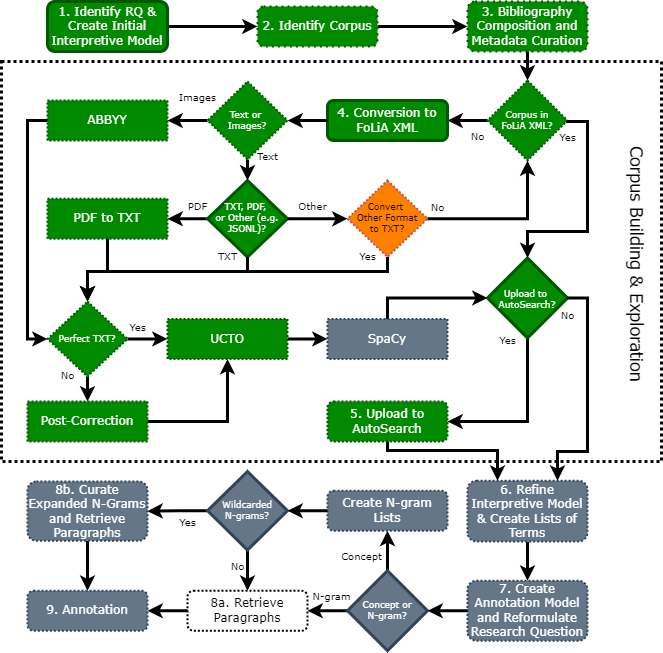 1. Identify RQ &
Create Initial
Interpretive Model
2. Identify Corpus
3. Bibliography
Composition and
Metadata Curation
Images
ABBYY
Text or
Images?
4. Conversion to
FoLiA XML
Corpus in
FoLiA XML?
No
Yes
Text
PDF to TXT
PDF
TXT, PDF,
or Other (e.g.
JSONL)?
Other
Convert
Other Format
to TXT?
No
TXT
Yes
Corpus Building & Exploration
Perfect TXT?
Yes
UCTO
SpaCy
Upload to
AutoSearch?
No
Yes
No
Post-Correction
5. Upload to
AutoSearch
8b. Curate
Expanded N-Grams
and Retrieve
Paragraphs
Yes
Wildcarded
N-grams?
Create N-gram
Lists
6. Refine
Interpretive Model
& Create Lists of
Terms
No
Concept
9. Annotation
8a. Retrieve
Paragraphs
N-gram
Concept or
N-gram?
7. Create
Annotation Model
and Reformulate
Research Question